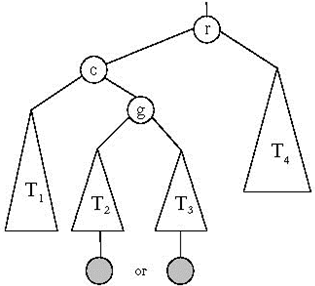 r
c
g
T₁ T₂ T₃ T₄
or